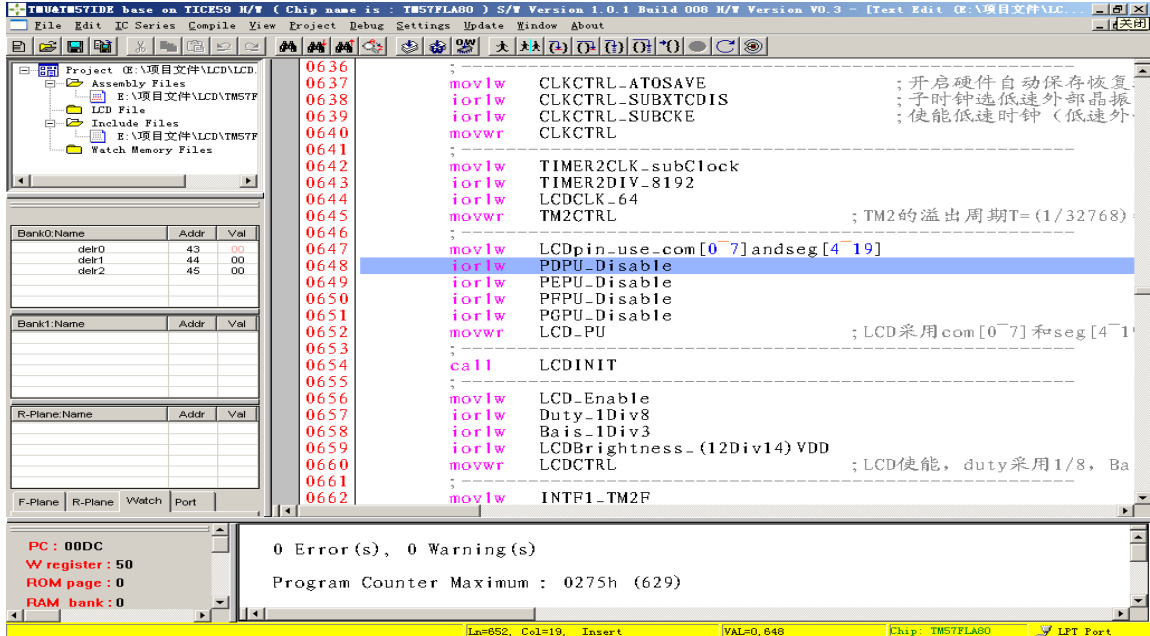 TMU&TM57IDE base on TICE59 H/W ( Chip name is : TM57FLA80 ) S/W Version 1.0.1 Build 008 H/W Version V0.3 - [Text Edit (E:\项目文件\LC...
File Edit IC Series Compile View Project Debug Settings Update Window About
关闭
Project (E:\项目文件\LCD\LCD.
Assembly Files
E:\项目文件\LCD\TM57F
LCD File
Include Files
E:\项目文件\LCD\TM57F
Watch Memory Files
Bank0:Name Addr Val
delr0 43 00
delr1 44 00
delr2 45 00
Bank1:Name Addr Val
R-Plane:Name Addr Val
F-Plane R-Plane Watch Port
0636 ;
0637 movlw CLKCTRL_ATOSAVE ;开启硬件自动保存恢复
0638 iorlw CLKCTRL_SUBXTCDIS ;子时钟选低速外部晶振
0639 iorlw CLKCTRL_SUBCKE ;使能低速时钟（低速外
0640 movwr CLKCTRL
0641 ;
0642 movlw TIMER2CLK_subClock
0643 iorlw TIMER2DIV_8192
0644 iorlw LCDCLK_64
0645 movwr TM2CTRL ;TM2的溢出周期T=(1/32768)
0646 ;
0647 movlw LCDpin_use_com[0~7]andseg[4~19]
0648 iorlw PDPU_Disable
0649 iorlw PEPU_Disable
0650 iorlw PFPU_Disable
0651 iorlw PGPU_Disable
0652 movwr LCD_PU ;LCD采用com[0~7]和seg[4~1
0653 ;
0654 call LCDINIT
0655 ;
0656 movlw LCD_Enable
0657 iorlw Duty_1Div8
0658 iorlw Bais_1Div3
0659 iorlw LCDBrightness_(12Div14)VDD
0660 movwr LCDCTRL ;LCD使能，duty采用1/8，Ba
0661 ;
0662 movlw INTF1_TM2F
PC : 00DC
W register : 50
ROM page : 0
RAM bank : 0
0 Error(s), 0 Warning(s)
Program Counter Maximum : 0275h (629)
Ln=652, Col=19, Insert VAL=0,648 Chip: TM57FLA80 LPT Port